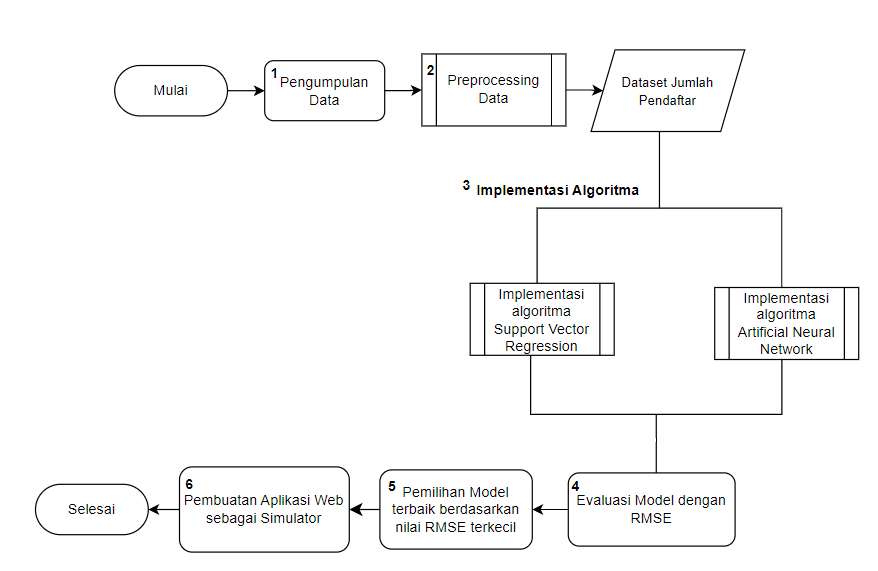 Mulai
1
Pengumpulan
Data
2
Preprocessing
Data
Dataset Jumlah
Pendaftar
3 Implementasi Algoritma
Implementasi
algoritma
Support Vector
Regression
Implementasi
algoritma
Artificial Neural
Network
4
Evaluasi Model dengan
RMSE
5
Pemilihan Model
terbaik berdasarkan
nilai RMSE terkecil
6
Pembuatan Aplikasi Web
sebagai Simulator
Selesai